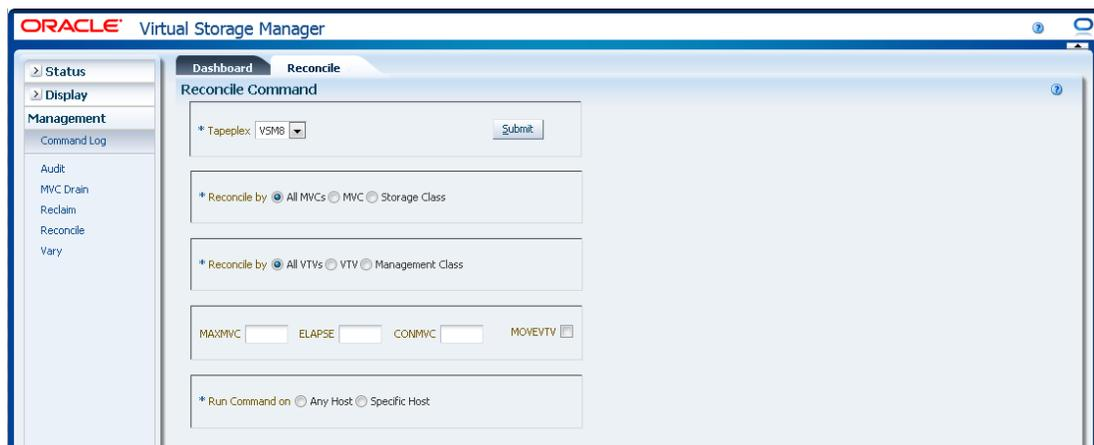 ORACLE Virtual Storage Manager
Status
Display
Management
Command Log
Audit
MVC Drain
Reclaim
Reconcile
Vary
Dashboard Reconcile
Reconcile Command
* Tapeplex VSM8 Submit
* Reconcile by All MVCs MVC Storage Class
* Reconcile by All VTVs VTV Management Class
MAXMVC ELAPSE CONMVC MOVEVTV
* Run Command on Any Host Specific Host